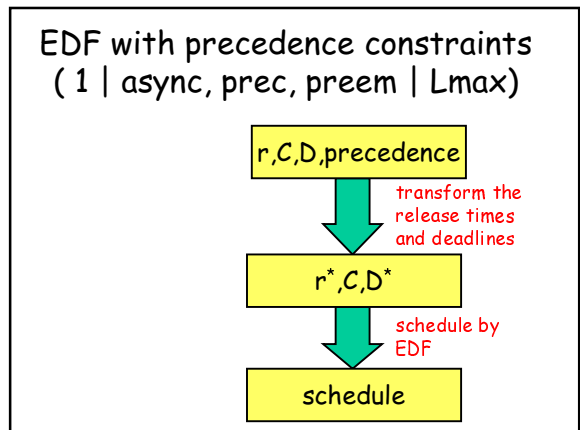 EDF with precedence constraints
( 1 | async, prec, preem | Lmax)
r,C,D,precedence
transform the
release times
and deadlines
r*,C,D*
schedule by
EDF
schedule